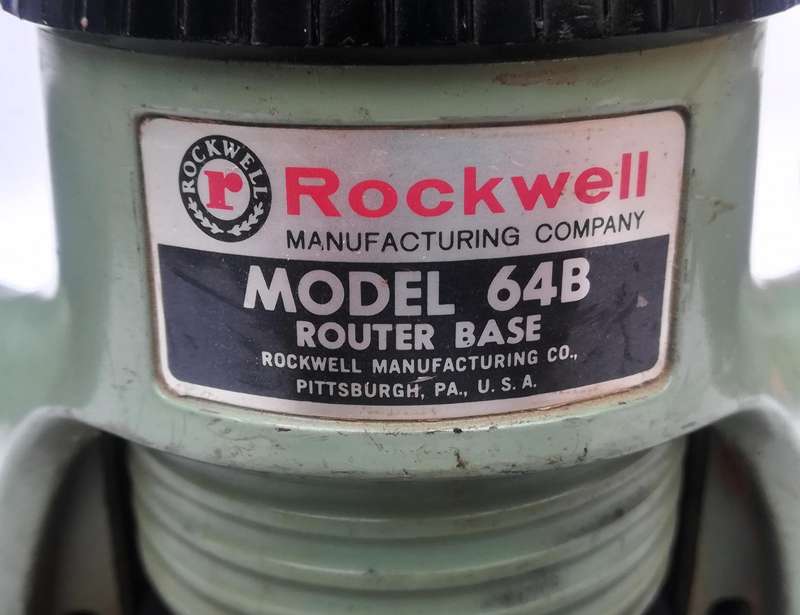 ROCKWELL
r
Rockwell
MANUFACTURING COMPANY
MODEL 64B
ROUTER BASE
ROCKWELL MANUFACTURING CO.,
PITTSBURGH, PA., U. S. A.